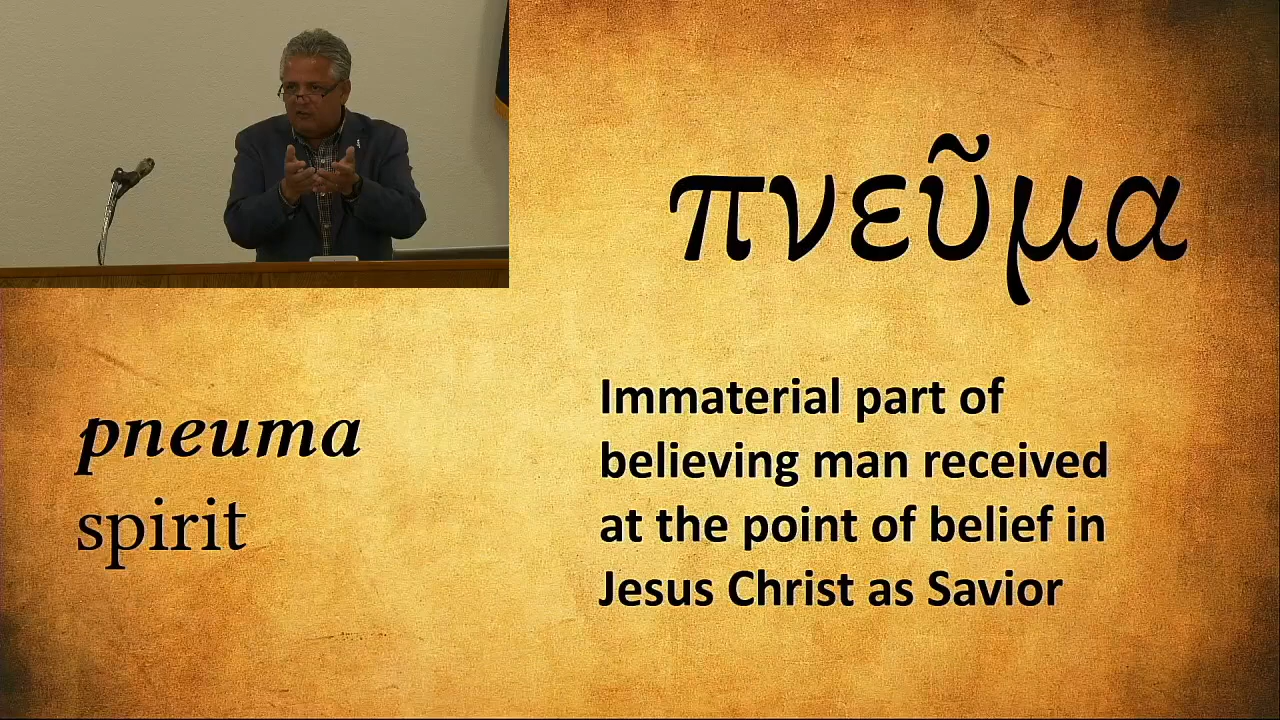 πνεῦμα
pneuma
spirit
Immaterial part of
believing man received
at the point of belief in
Jesus Christ as Savior